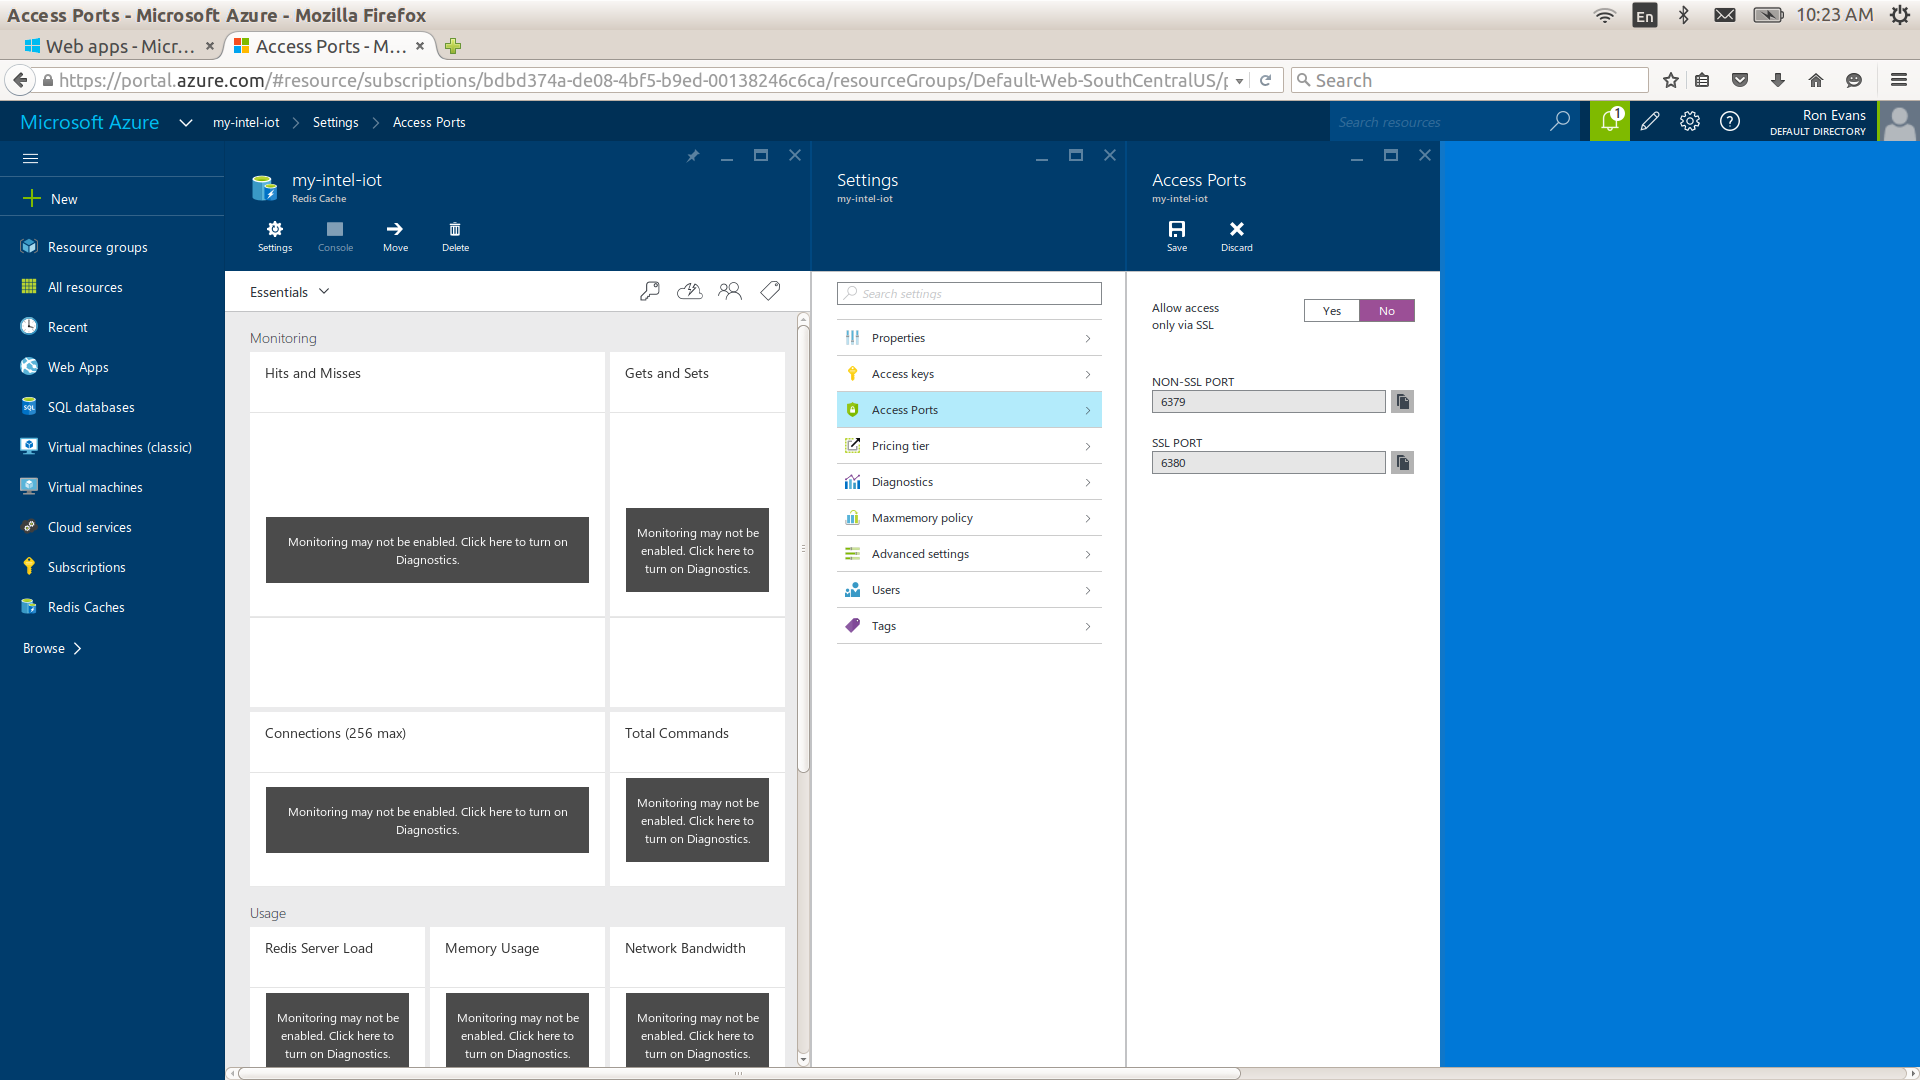 Access Ports - Microsoft Azure - Mozilla Firefox
En
10:23 AM
Web apps - Micr...
Access Ports - M...
https://portal.azure.com/#resource/subscriptions/bdbd374a-de08-4bf5-b9ed-00138246c6ca/resourceGroups/Default-Web-SouthCentralUS/p
Search
Microsoft Azure
my-intel-iot
Settings
Access Ports
Search resources
1
Ron Evans
DEFAULT DIRECTORY
New
Resource groups
All resources
Recent
Web Apps
SQL databases
Virtual machines (classic)
Virtual machines
Cloud services
Subscriptions
Redis Caches
Browse
my-intel-iot
Redis Cache
Settings
Console
Move
Delete
Essentials
Monitoring
Hits and Misses
Monitoring may not be enabled. Click here to turn on
Diagnostics.
Gets and Sets
Monitoring may not be
enabled. Click here to
turn on Diagnostics.
Connections (256 max)
Monitoring may not be enabled. Click here to turn on
Diagnostics.
Total Commands
Monitoring may not be
enabled. Click here to
turn on Diagnostics.
Usage
Redis Server Load
Monitoring may not be
enabled. Click here to
turn on Diagnostics.
Memory Usage
Monitoring may not be
enabled. Click here to
turn on Diagnostics.
Network Bandwidth
Monitoring may not be
enabled. Click here to
turn on Diagnostics.
Settings
my-intel-iot
Search settings
Properties
Access keys
Access Ports
Pricing tier
Diagnostics
Maxmemory policy
Advanced settings
Users
Tags
Access Ports
my-intel-iot
Save
Discard
Allow access
only via SSL
Yes
No
NON-SSL PORT
6379
SSL PORT
6380